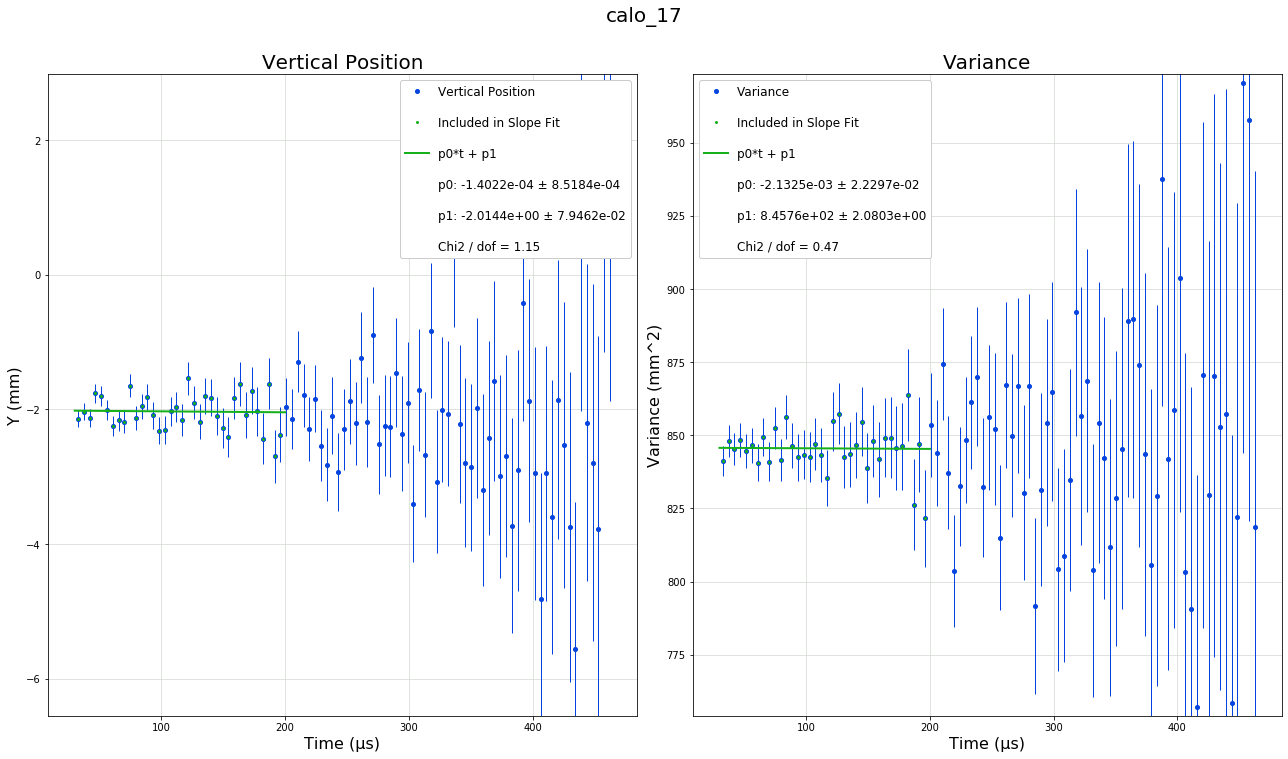 calo_17
Vertical Position
Vertical Position
Included in Slope Fit
p0*t + p1
p0: -1.4022e-04 ± 8.5184e-04
p1: -2.0144e+00 ± 7.9462e-02
Chi2 / dof = 1.15
2
0
−2
−4
−6
Y (mm)
100
200
300
400
Time (μs)
Variance
Variance
Included in Slope Fit
p0*t + p1
p0: -2.1325e-03 ± 2.2297e-02
p1: 8.4576e+02 ± 2.0803e+00
Chi2 / dof = 0.47
950
925
900
875
850
825
800
775
Variance (mm^2)
100
200
300
400
Time (μs)